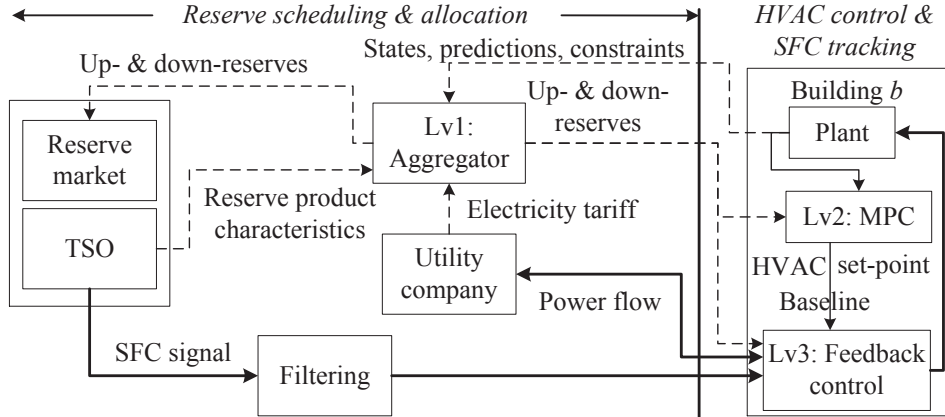 Reserve scheduling & allocation
HVAC control &
SFC tracking
States, predictions, constraints
Up- & down-reserves
Up- & down-
reserves
Building b
Plant
Reserve
market
Lv1:
Aggregator
Reserve product
characteristics
Electricity tariff
Lv2: MPC
TSO
Utility
company
HVAC set-point
Baseline
Power flow
SFC signal
Filtering
Lv3: Feedback
control